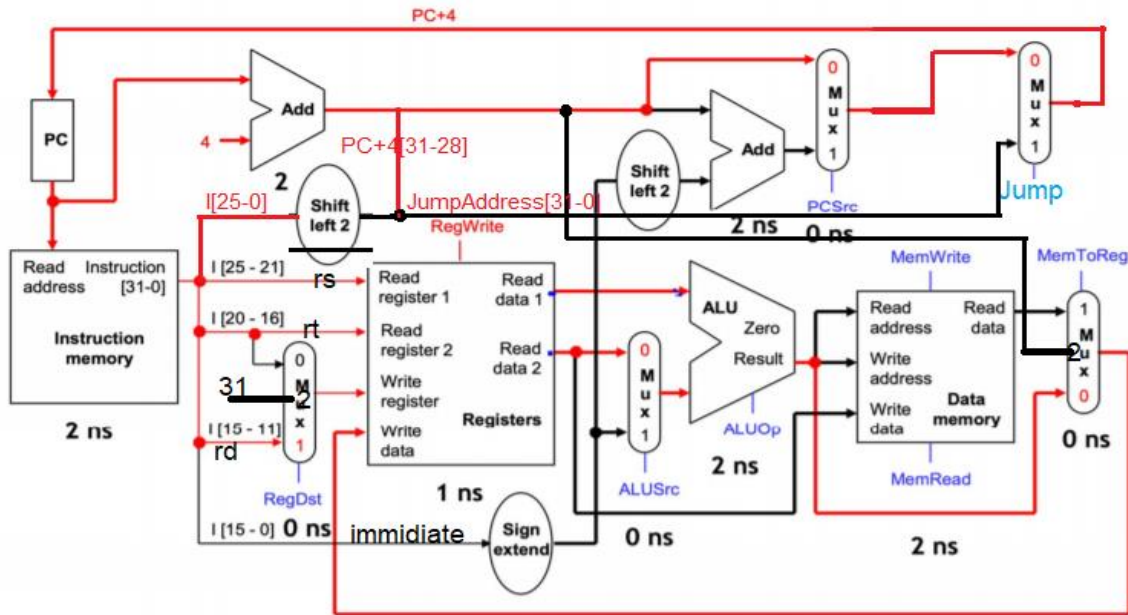 PC+4
PC
4
Add
2
PC+4[31-28]
I[25-0]
Shift
left 2
JumpAddress[31-0]
RegWrite
Shift
left 2
Add
2 ns
0
M
u
x
1
PCSrc
0 ns
0
M
u
x
1
Jump
Read
address
Instruction
[31-0]
Instruction
memory
2 ns
I [25 - 21]
rs
I [20 - 16]
rt
31
0
M
u
2
x
1
I [15 - 11]
rd
RegDst
0 ns
I [15 - 0]
immidiate
Sign
extend
Read
register 1
Read
data 1
Read
register 2
Read
data 2
Write
register
Registers
Write
data
1 ns
0
M
u
x
1
ALUSrc
0 ns
ALU
Zero
Result
ALUOp
2 ns
MemWrite
Read
address
Read
data
Write
address
Write
data
Data
memory
MemRead
2 ns
MemToReg
1
M
2
u
x
0
0 ns